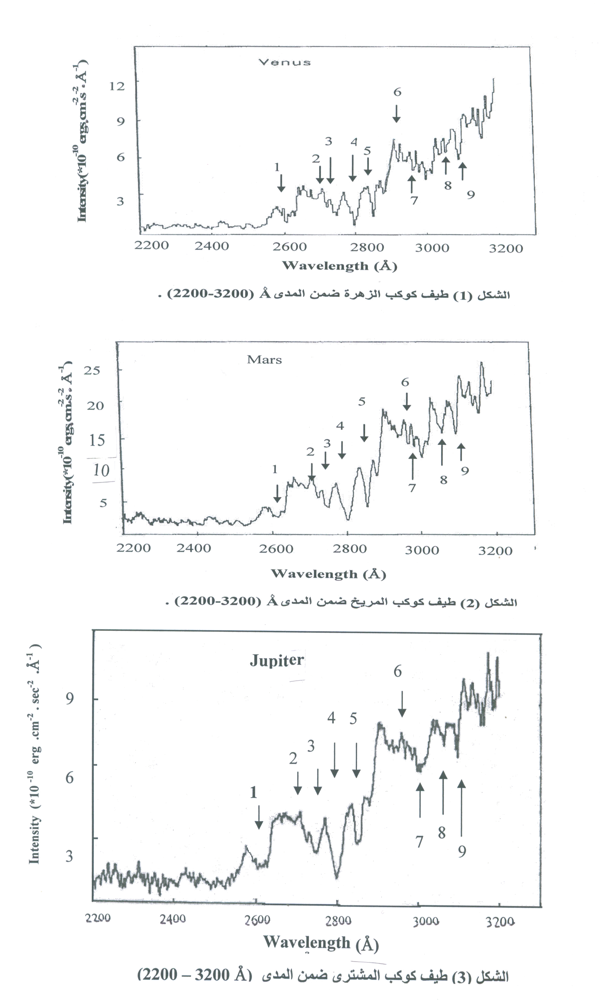 Venus
Intensity(*10-10 ergs,cm-2.s-2.Å-1)
12
9
6
3
1
2
3
4
5
6
7
8
9
2200 2400 2600 2800 3000 3200
Wavelength (Å)
الشكل (1) طيف كوكب الزهرة ضمن المدى Å (2200-3200) .
Mars
Intensity(*10-10 ergs,cm-2.s-2.Å-1)
25
20
15
10
5
1
2
3
4
5
6
7
8
9
2200 2400 2600 2800 3000 3200
Wavelength (Å)
الشكل (2) طيف كوكب المريخ ضمن المدى Å (2200-3200) .
Jupiter
Intensity (*10-10 erg .cm-2 . sec-2 .Å-1)
9
6
3
1
2
3
4
5
6
7
8
9
2200 2400 2600 2800 3000 3200
Wavelength (Å)
الشكل (3) طيف كوكب المشترى ضمن المدى (2200 – 3200 Å)